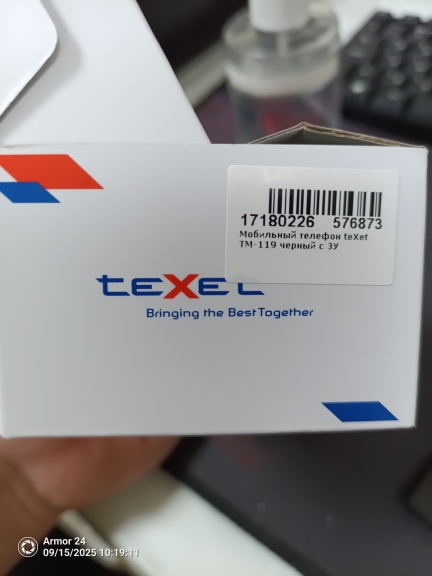 17180226 576873
Мобильный телефон teXet
TM-119 черный с ЗУ
teXet
Bringing the Best Together
Armor 24
09/15/2025 10:19:11